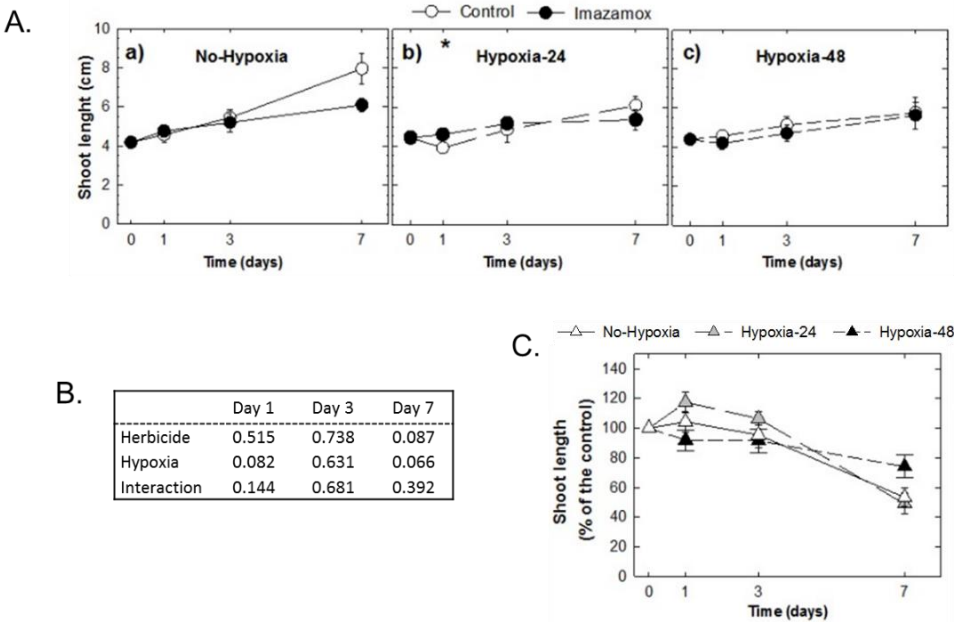 A.
Control Imazamox
a) No-Hypoxia
b) * Hypoxia-24
c) Hypoxia-48
Shoot lenght (cm)
10
8
6
4
2
0
0 1 3 7
0 1 3 7
0 1 3 7
Time (days)
Time (days)
Time (days)
B.
Day 1 Day 3 Day 7
Herbicide 0.515 0.738 0.087
Hypoxia 0.082 0.631 0.066
Interaction 0.144 0.681 0.392
C.
No-Hypoxia Hypoxia-24 Hypoxia-48
Shoot length
(% of the control)
140
120
100
80
60
40
20
0
0 1 3 7
Time (days)